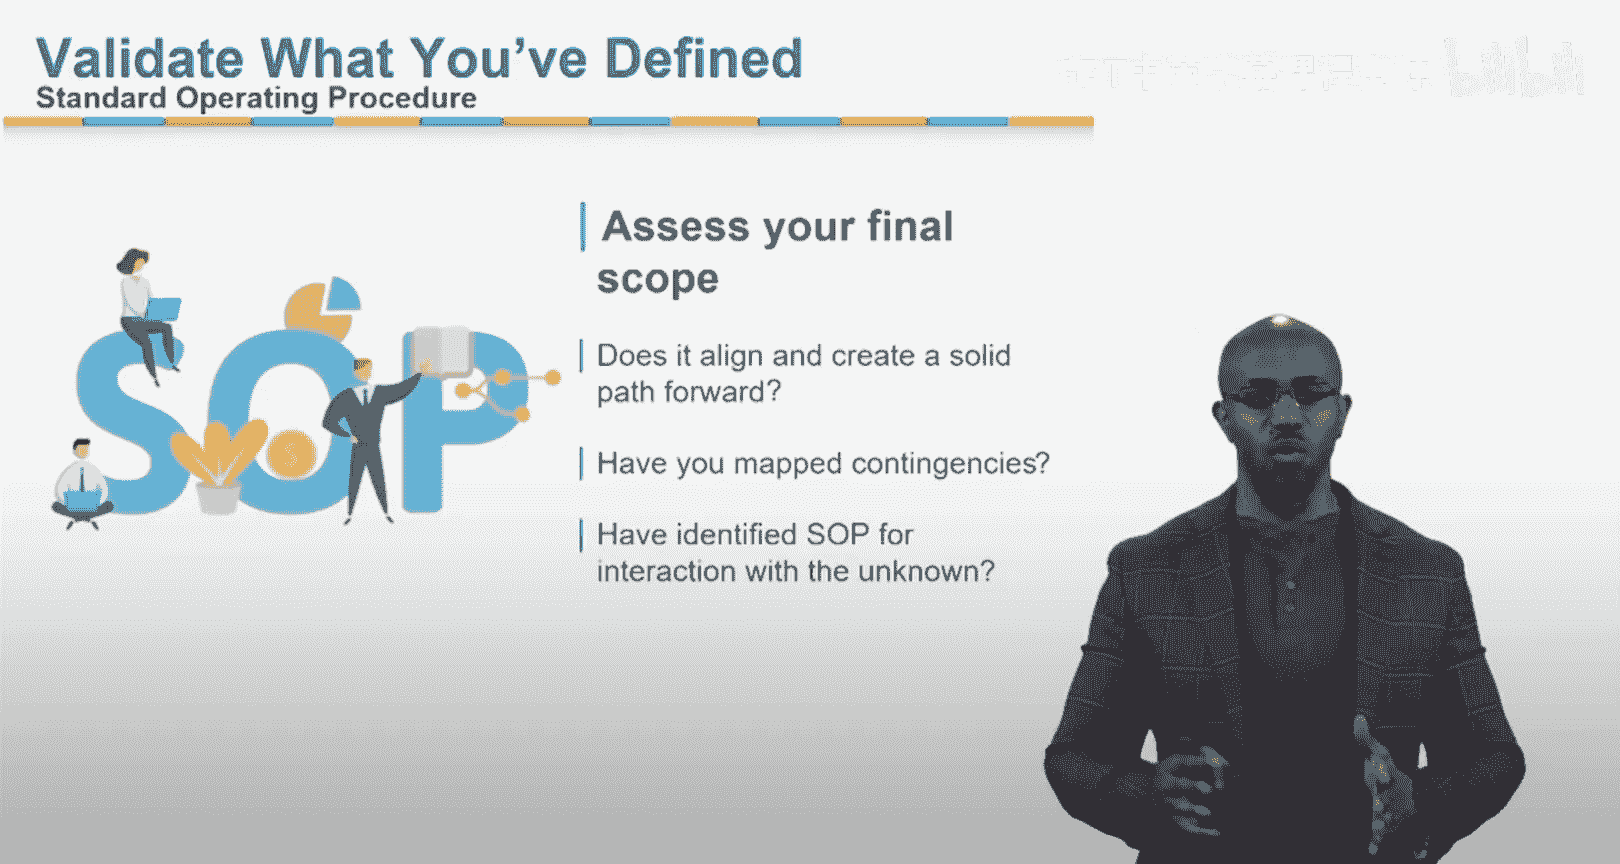 Validate What You’ve Defined
Standard Operating Procedure
Assess your final
scope
Does it align and create a solid
path forward?
Have you mapped contingencies?
Have identified SOP for
interaction with the unknown?
SOP
$
bilibili